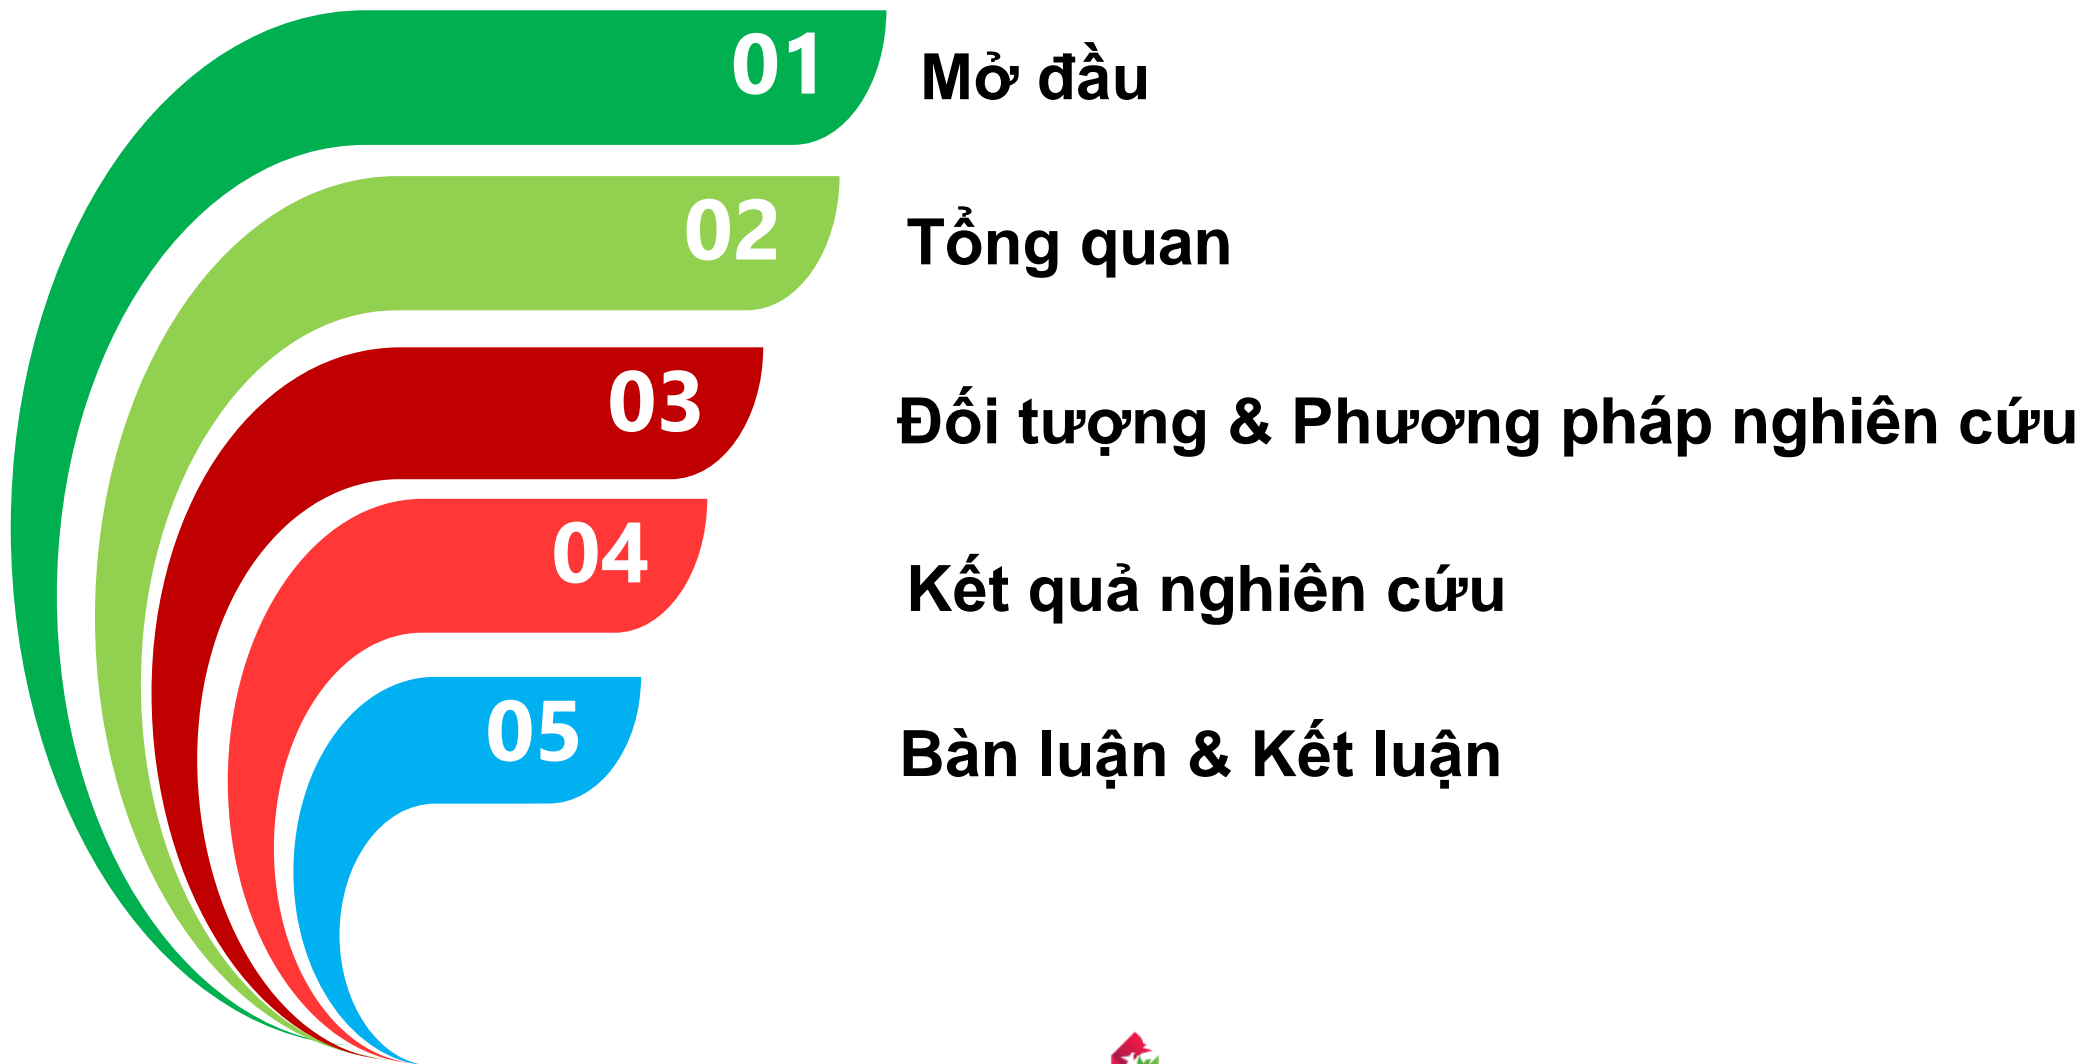 01 Mở đầu
02 Tổng quan
03 Đối tượng & Phương pháp nghiên cứu
04 Kết quả nghiên cứu
05 Bàn luận & Kết luận